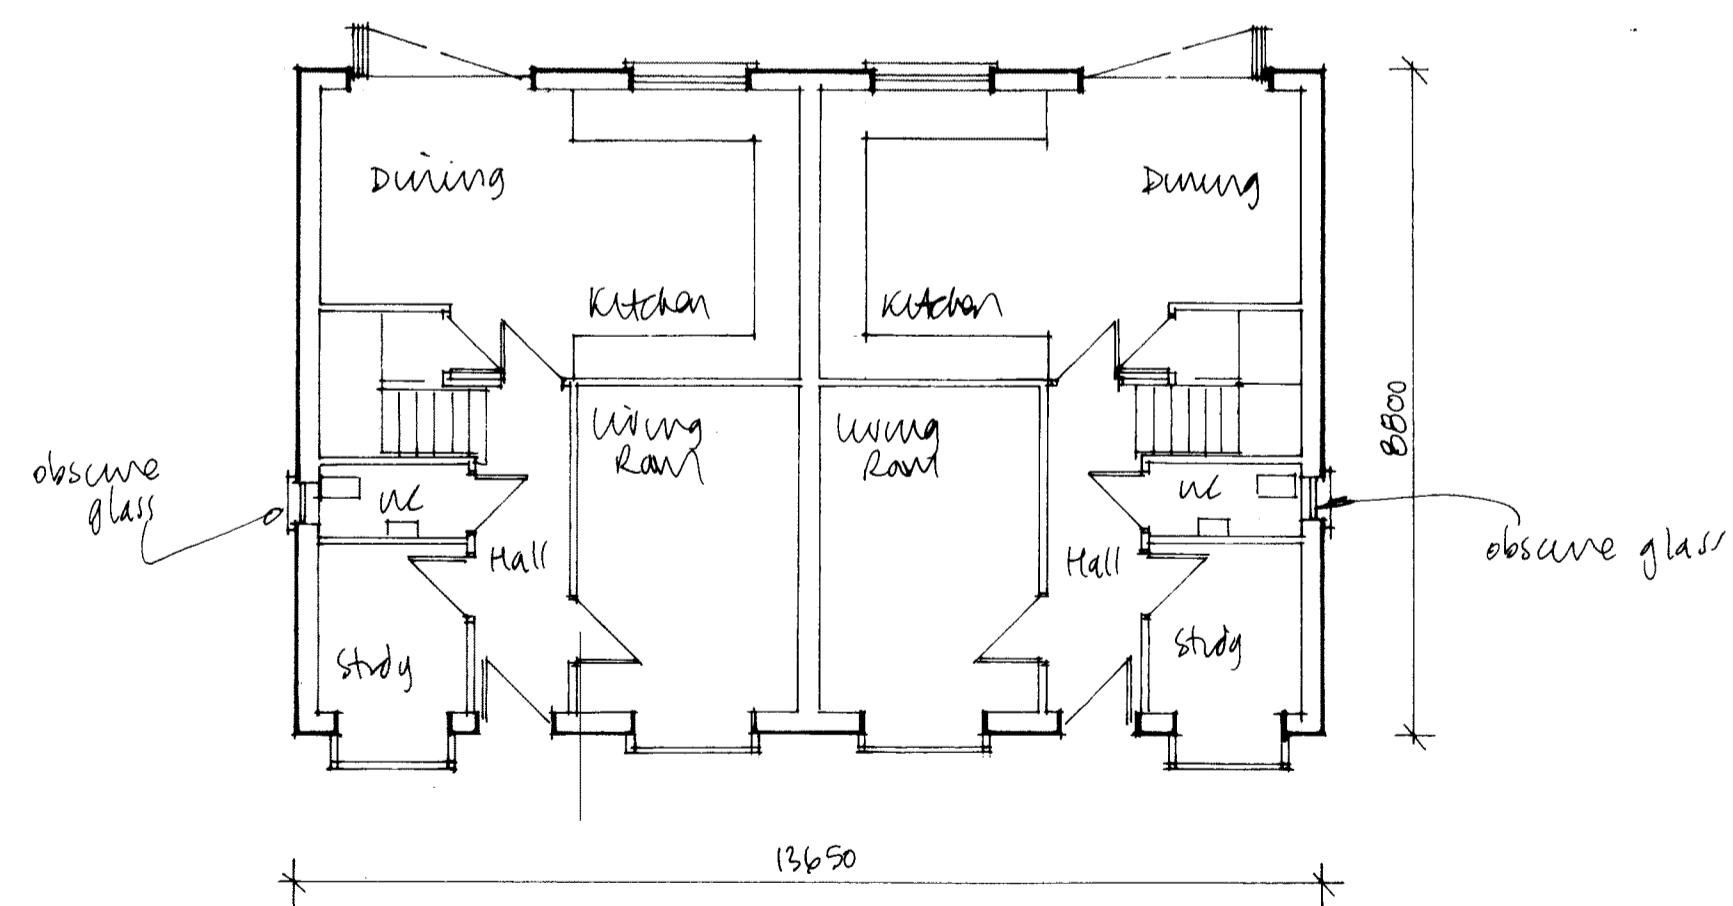 Dining
Dining
Kitchen
Kitchen
Living
Room
Living
Room
8800
obscure
glass
WC
WC
obscure glass
Hall
Hall
Study
Study
13650